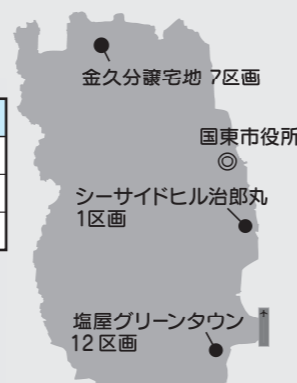 金久分譲宅地 7区画
国東市役所
シーサイドヒル治郎丸
1区画
塩屋グリーンタウン
12区画